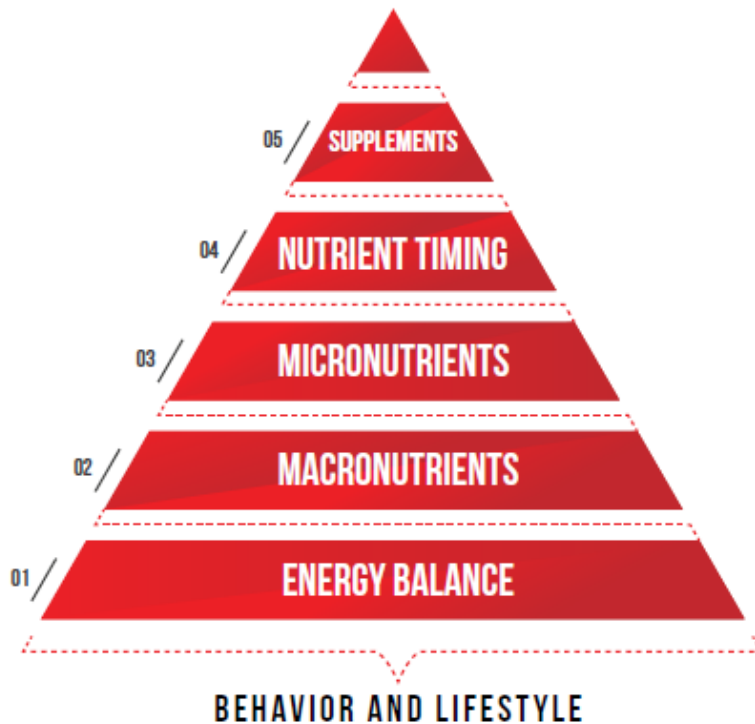 05
SUPPLEMENTS
04
NUTRIENT TIMING
03
MICRONUTRIENTS
02
MACRONUTRIENTS
01
ENERGY BALANCE
BEHAVIOR AND LIFESTYLE